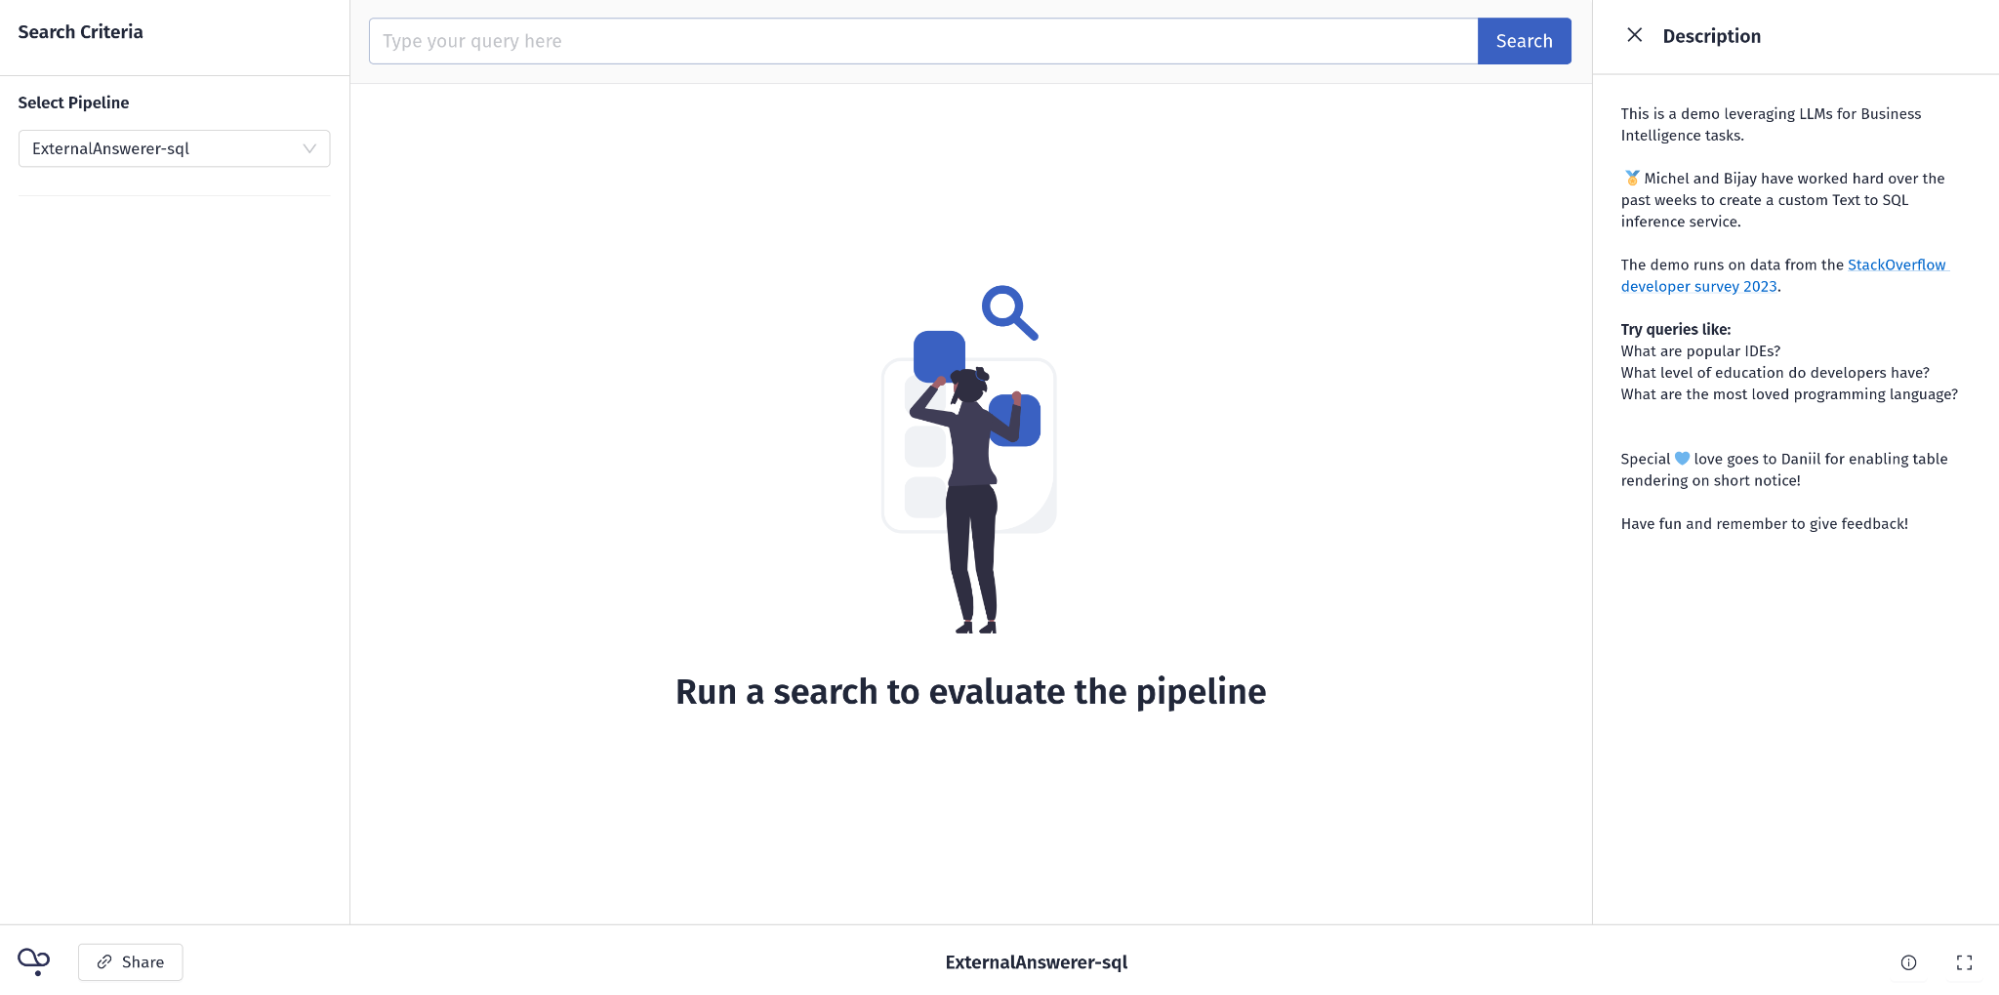 Search Criteria
Select Pipeline
ExternalAnswerer-sql
Type your query here
Search
Run a search to evaluate the pipeline
Description
This is a demo leveraging LLMs for Business
Intelligence tasks.
🏅 Michel and Bijay have worked hard over the
past weeks to create a custom Text to SQL
inference service.
The demo runs on data from the StackOverflow
developer survey 2023.
Try queries like:
What are popular IDEs?
What level of education do developers have?
What are the most loved programming language?
Special 💙 love goes to Daniil for enabling table
rendering on short notice!
Have fun and remember to give feedback!
Share
ExternalAnswerer-sql